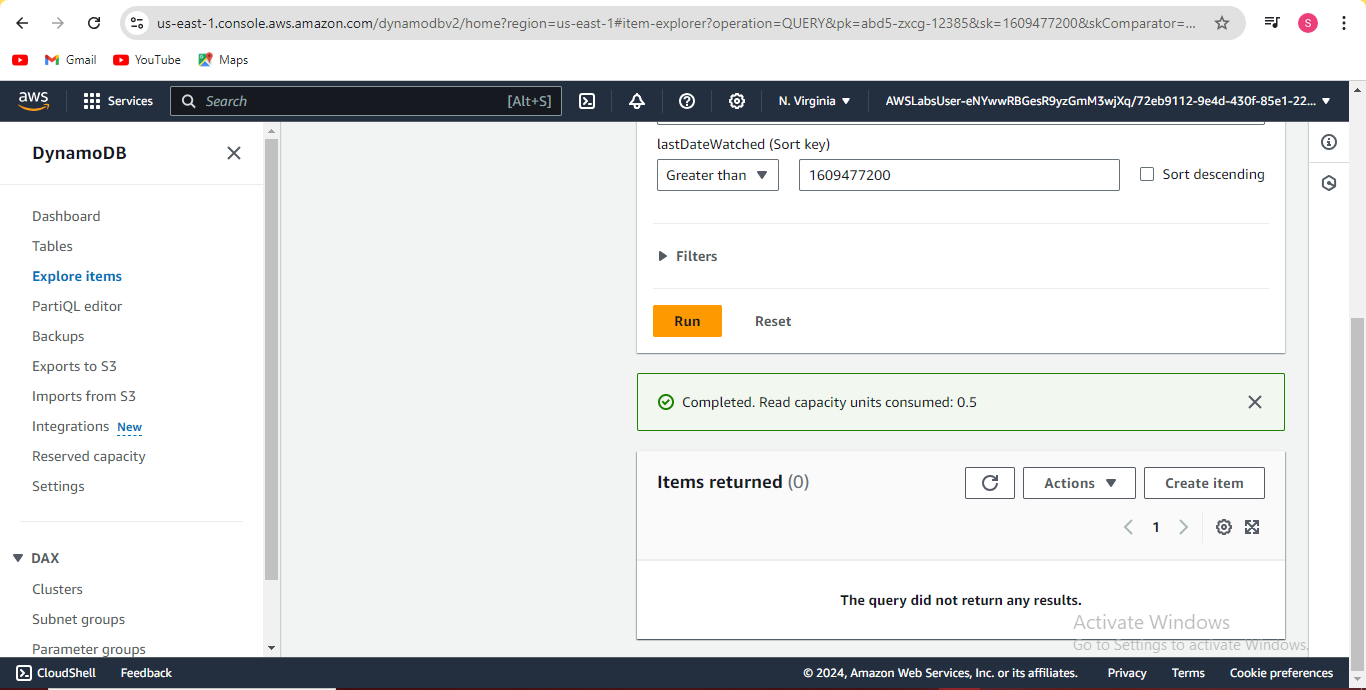 us-east-1.console.aws.amazon.com/dynamodbv2/home?region=us-east-1#item-explorer?operation=QUERY&pk=abd5-zxcg-12385&sk=1609477200&skComparator=...
S
Gmail
YouTube
Maps
aws
Services
Search
[Alt+S]
N. Virginia
AWSLabsUser-eNYwwRBGesR9yzGmM3wjXq/72eb9112-9e4d-430f-85e1-22...
DynamoDB
Dashboard
Tables
Explore items
PartiQL editor
Backups
Exports to S3
Imports from S3
Integrations New
Reserved capacity
Settings
DAX
Clusters
Subnet groups
Parameter groups
lastDateWatched (Sort key)
Greater than
1609477200
Sort descending
Filters
Run
Reset
Completed. Read capacity units consumed: 0.5
Items returned (0)
Actions
Create item
1
The query did not return any results.
Activate Windows
Go to Settings to activate Windows.
CloudShell
Feedback
© 2024, Amazon Web Services, Inc. or its affiliates.
Privacy
Terms
Cookie preferences